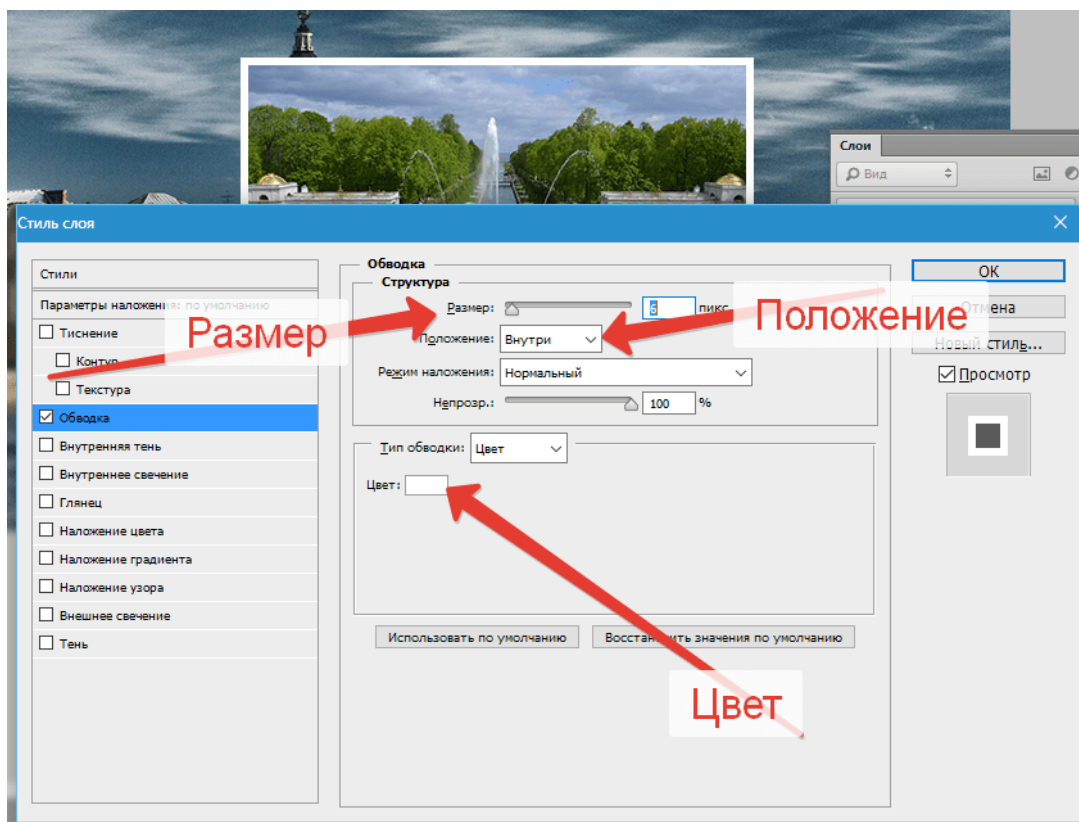 Слои
Вид
Стиль слоя
Стили
Параметры наложения: по умолчанию
Тиснение
Контур
Текстура
Обводка
Внутренняя тень
Внутреннее свечение
Глянец
Наложение цвета
Наложение градиента
Наложение узора
Внешнее свечение
Тень
Обводка
Структура
Размер: 6 пикс.
Положение: Внутри
Режим наложения: Нормальный
Непрозр.: 100 %
Тип обводки: Цвет
Цвет:
Использовать по умолчанию Восстановить значения по умолчанию
OK
Отмена
Новый стиль...
Просмотр
Размер
Положение
Цвет